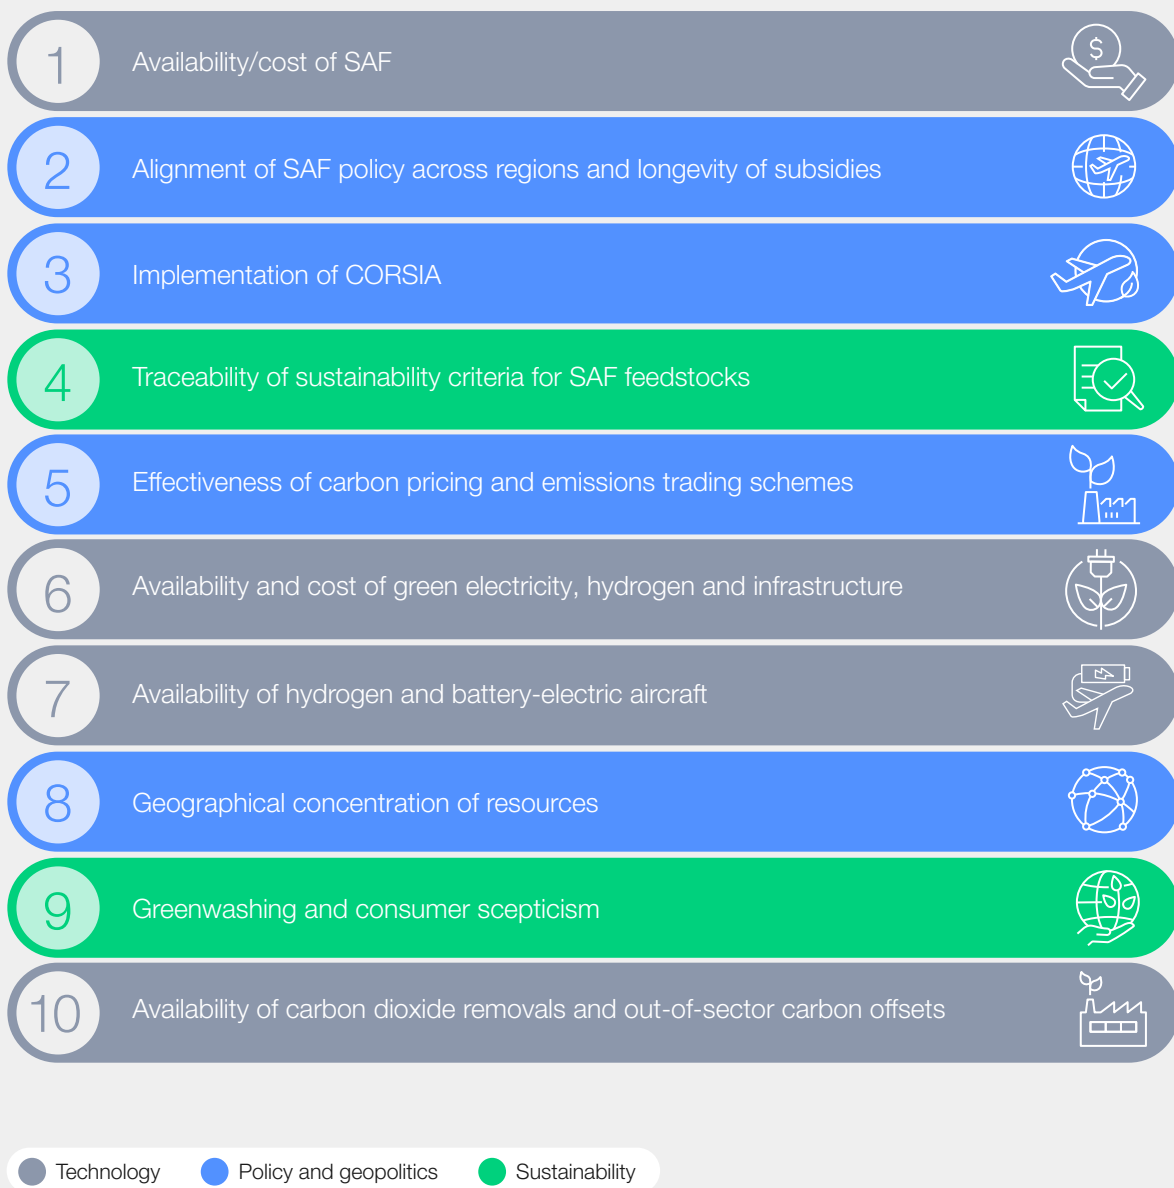 1
Availability/cost of SAF
$
2
Alignment of SAF policy across regions and longevity of subsidies
3
Implementation of CORSIA
4
Traceability of sustainability criteria for SAF feedstocks
5
Effectiveness of carbon pricing and emissions trading schemes
6
Availability and cost of green electricity, hydrogen and infrastructure
7
Availability of hydrogen and battery-electric aircraft
8
Geographical concentration of resources
9
Greenwashing and consumer scepticism
10
Availability of carbon dioxide removals and out-of-sector carbon offsets
Technology
Policy and geopolitics
Sustainability